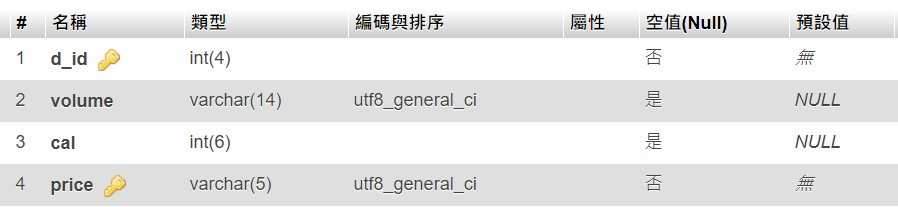 # 名稱 類型 編碼與排序 屬性 空值(Null) 預設值
1 d_id int(4) 否 無
2 volume varchar(14) utf8_general_ci 是 NULL
3 cal int(6) 是 NULL
4 price varchar(5) utf8_general_ci 否 無